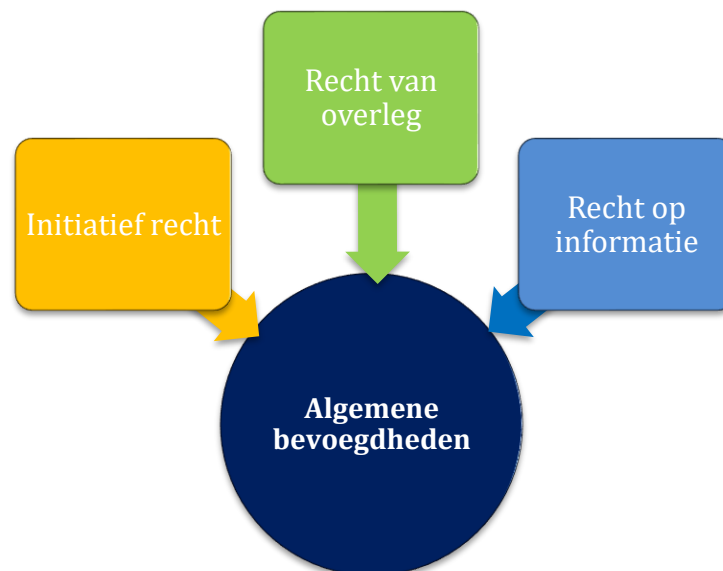 Recht van
overleg
Initiatief recht
Recht op
informatie
Algemene
bevoegdheden